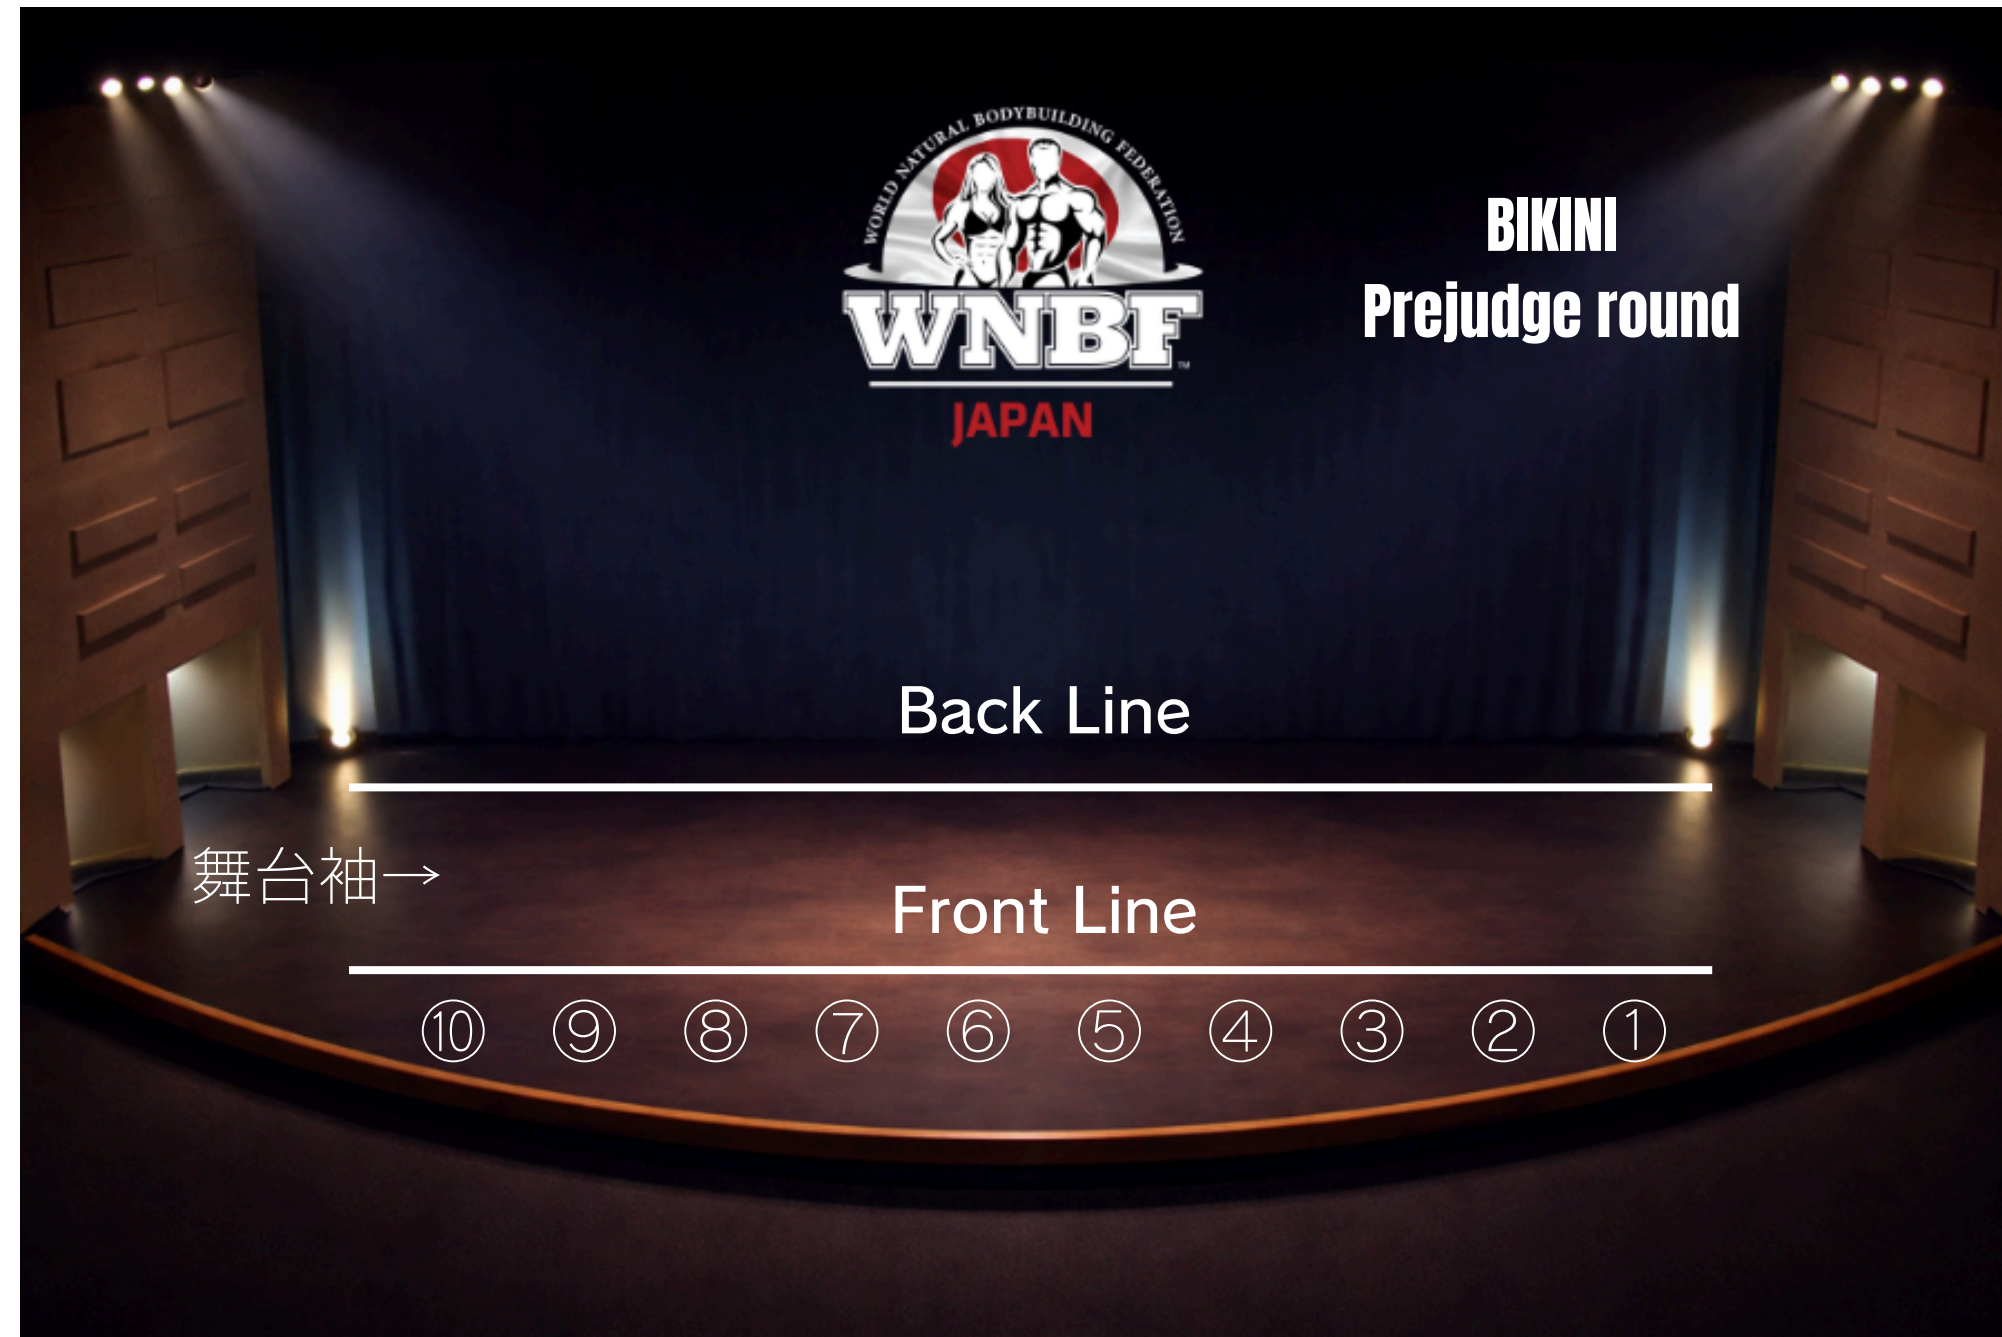 WORLD NATURAL BODYBUILDING FEDERATION
WNBF™
JAPAN
BIKINI
Prejudge round
Back Line
舞台袖→
Front Line
⑩ ⑨ ⑧ ⑦ ⑥ ⑤ ④ ③ ② ①